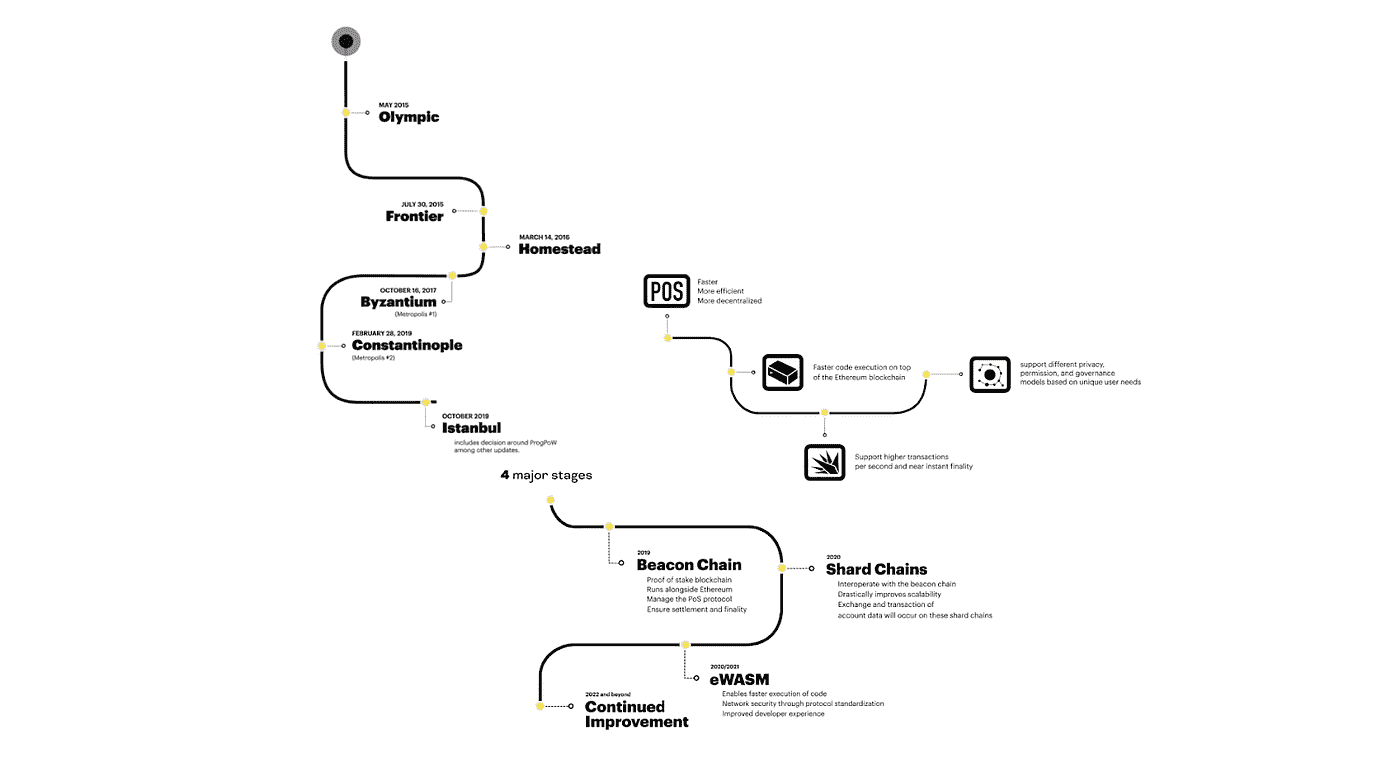 MAY 2015
Olympic
JULY 30, 2015
Frontier
MARCH 14, 2016
Homestead
OCTOBER 16, 2017
Byzantium
(Metropolis #1)
FEBRUARY 28, 2019
Constantinople
(Metropolis #2)
OCTOBER 2019
Istanbul
includes decision around ProgPoW
among other updates.
POS
Faster
More efficient
More decentralized
Faster code execution on top
of the Ethereum blockchain
support different privacy,
permission, and governance
models based on unique user needs
Support higher transactions
per second and near instant finality
4 major stages
2019
Beacon Chain
Proof of stake blockchain
Runs alongside Ethereum
Manage the PoS protocol
Ensure settlement and finality
2020
Shard Chains
Interoperate with the beacon chain
Drastically improves scalability
Exchange and transaction of
account data will occur on these shard chains
2020/2021
eWASM
Enables faster execution of code
Network security through protocol standardization
Improved developer experience
2022 and beyond
Continued
Improvement